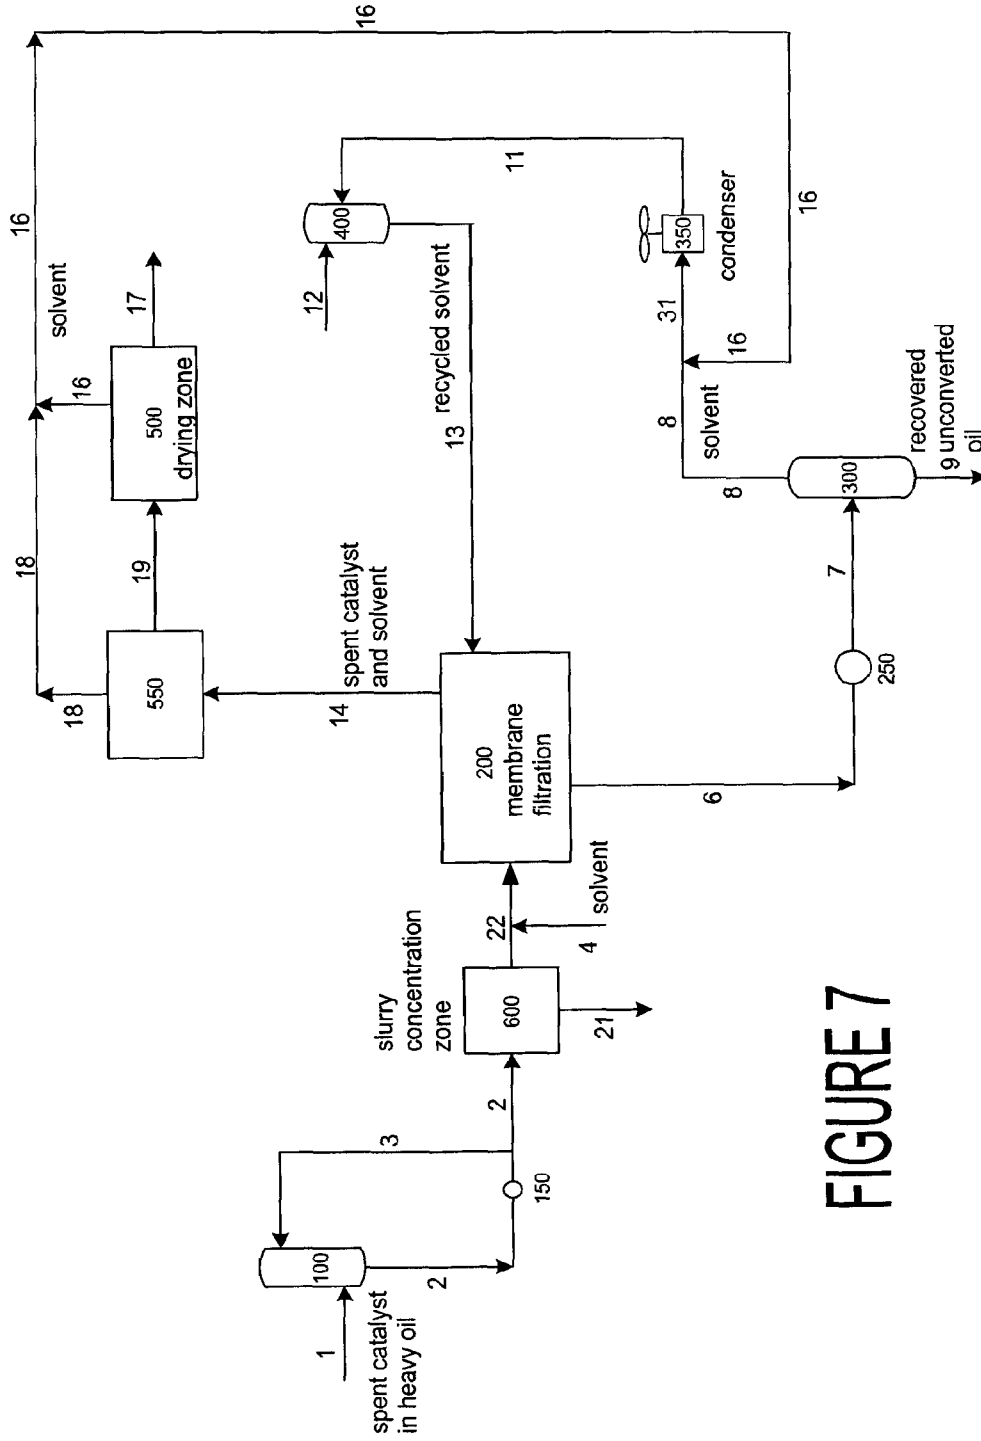 1
spent catalyst
in heavy oil
100
2
3
150
2
slurry
concentration
zone
600
21
22
4
solvent
200
membrane
filtration
6
250
7
300
9
recovered
unconverted
oil
8
8
solvent
31
350
condenser
11
400
12
13
recycled solvent
14
spent catalyst
and solvent
550
18
18
19
500
drying zone
17
16
solvent
16
16
16
16
FIGURE 7